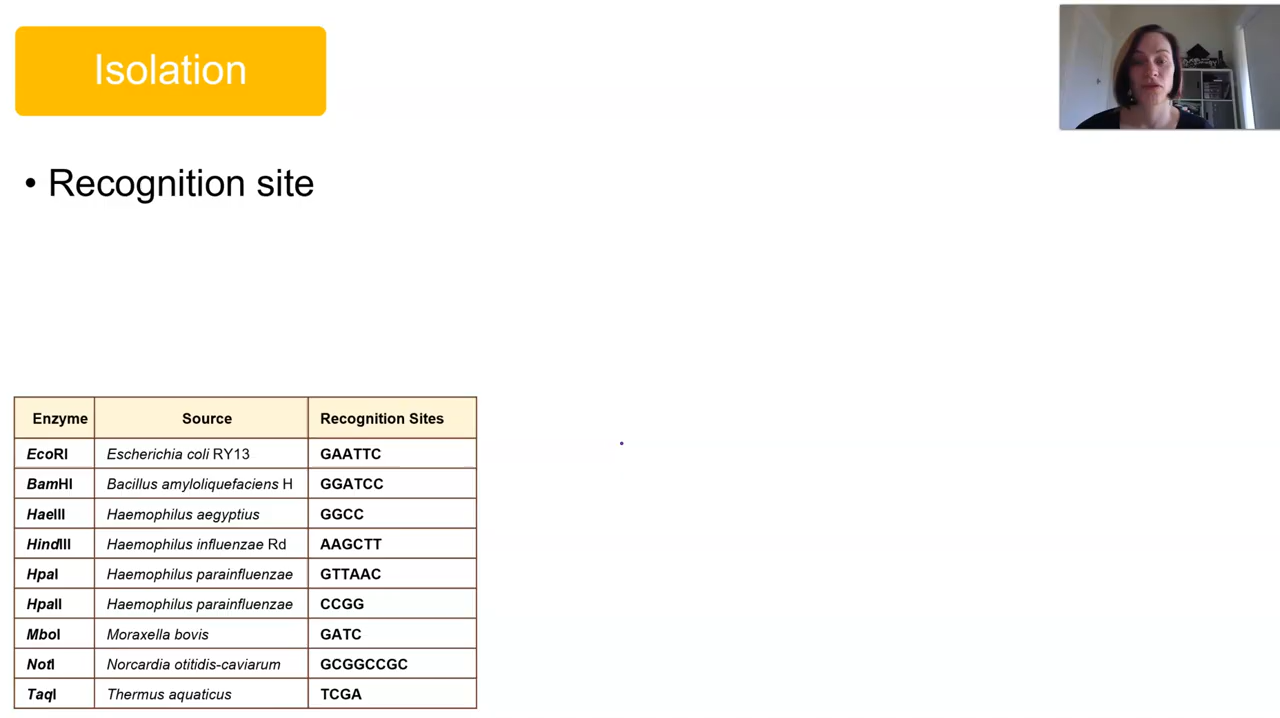 Isolation
• Recognition site
Enzyme Source Recognition Sites
EcoRI Escherichia coli RY13 GAATTC
BamHI Bacillus amyloliquefaciens H GGATCC
HaeIII Haemophilus aegyptius GGCC
HindIII Haemophilus influenzae Rd AAGCTT
HpaI Haemophilus parainfluenzae GTTAAC
HpaII Haemophilus parainfluenzae CCGG
MboI Moraxella bovis GATC
NotI Norcardia otitidis-caviarum GCGGCCGC
TaqI Thermus aquaticus TCGA